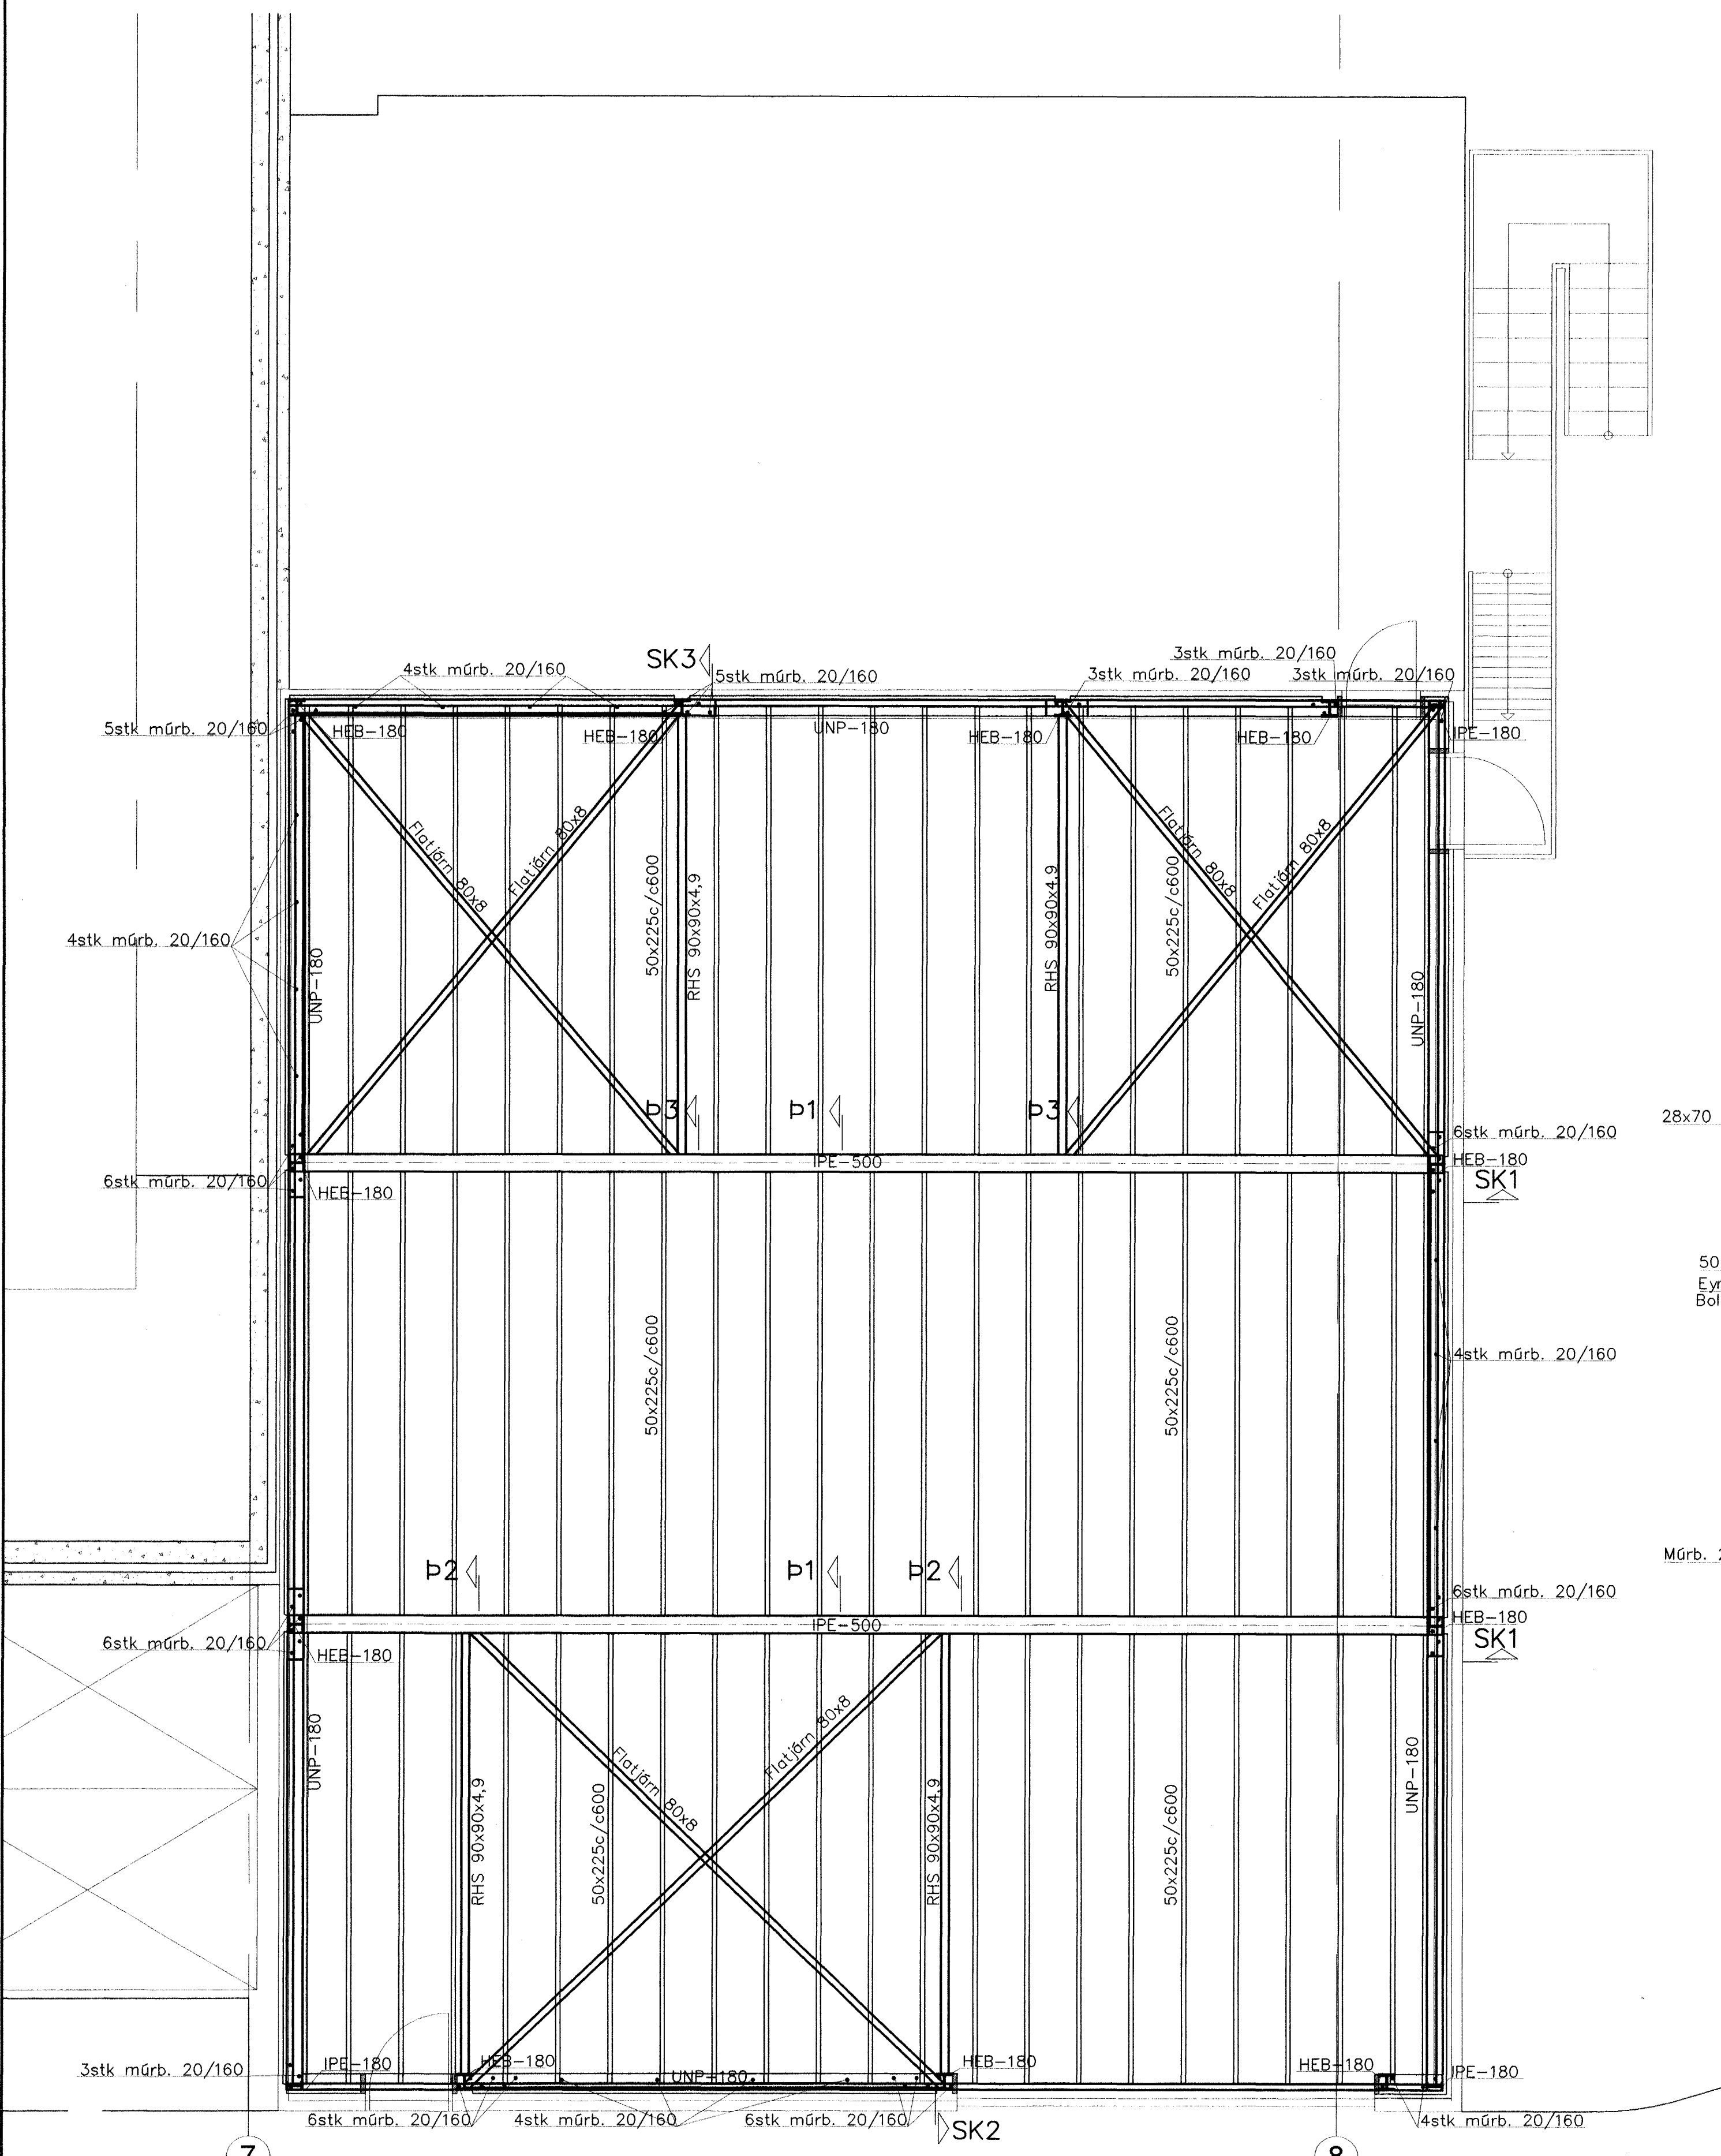 SK3
3stk múrb. 20/160
4stk múrb. 20/160
5stk múrb. 20/160
3stk múrb. 20/160
3stk múrb. 20/160
5stk múrb. 20/160
HEB-180
HEB-180
UNP-180
HEB-180
HEB-180
IPE-180
Flatjárn 80x8
Flatjárn 80x8
Flatjárn 80x8
Flatjárn 80x8
50x225c/c600
RHS 90x90x4,9
RHS 90x90x4,9
50x225c/c600
4stk múrb. 20/160
UNP-180
UNP-180
Þ3
Þ1
Þ3
28x70
6stk múrb. 20/160
IPE-500
HEB-180
6stk múrb. 20/160
HEB-180
SK1
50
Eyr
Bol
50x225c/c600
50x225c/c600
4stk múrb. 20/160
Múrb. 2
Þ2
Þ1
Þ2
6stk múrb. 20/160
IPE-500
HEB-180
6stk múrb. 20/160
HEB-180
SK1
UNP-180
Flatjárn 80x8
Flatjárn 80x8
RHS 90x90x4,9
50x225c/c600
RHS 90x90x4,9
50x225c/c600
UNP-180
3stk múrb. 20/160
IPE-180
HEB-180
UNP-180
HEB-180
HEB-180
IPE-180
6stk múrb. 20/160
4stk múrb. 20/160
6stk múrb. 20/160
4stk múrb. 20/160
SK2
7
8